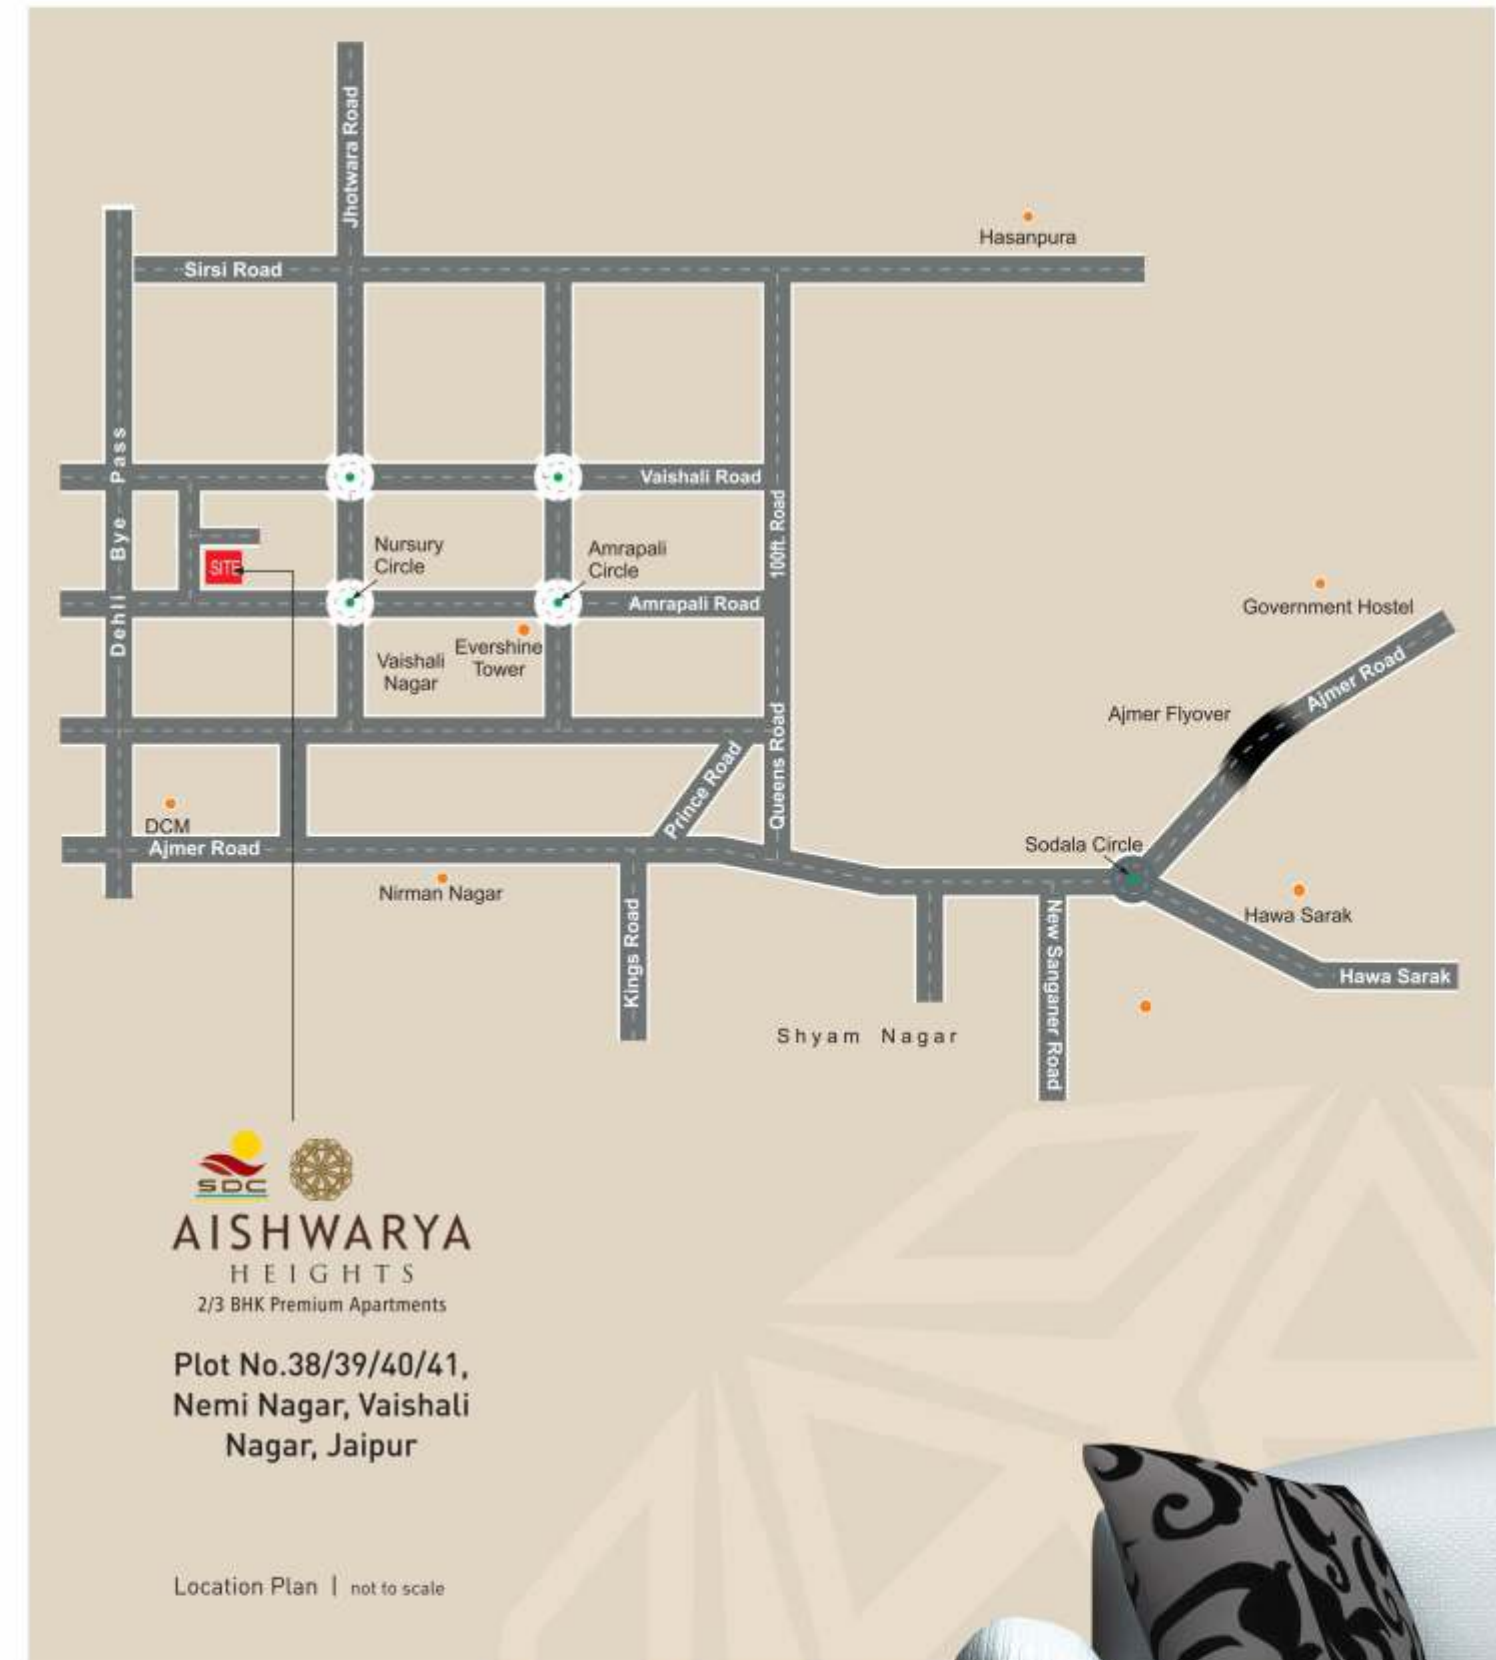 Jhotwara Road
Hasanpura
Sirsi Road
Dehli Bye Pass
Vaishali Road
100ft. Road
Nursury
Circle
Amrapali
Circle
SITE
Amrapali Road
Government Hostel
Evershine
Tower
Vaishali
Nagar
Ajmer Road
Ajmer Flyover
Queens Road
Prince Road
DCM
Ajmer Road
Sodala Circle
Nirman Nagar
Kings Road
New Sanganer Road
Hawa Sarak
Hawa Sarak
Shyam Nagar
SDC
AISHWARYA
HEIGHTS
2/3 BHK Premium Apartments
Plot No.38/39/40/41,
Nemi Nagar, Vaishali
Nagar, Jaipur
Location Plan | not to scale